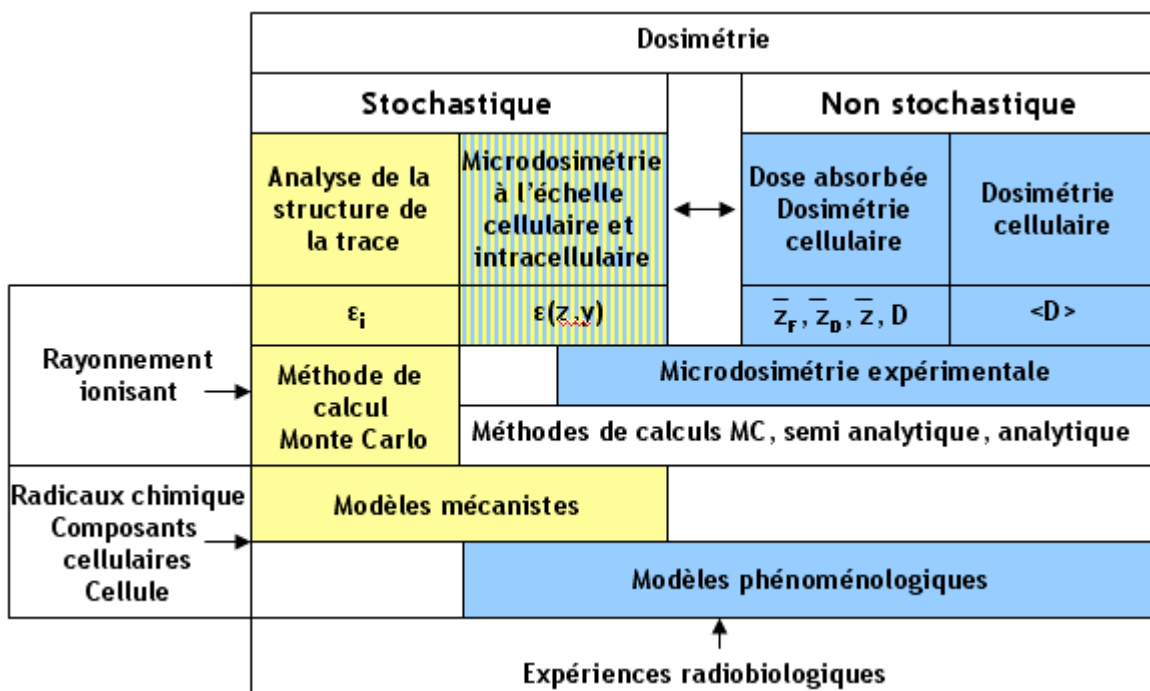 Dosimétrie
Stochastique
Non stochastique
Analyse de la
structure de
la trace
Microdosimétrie
à l'échelle
cellulaire et
intracellulaire
Dose absorbée
Dosimétrie
cellulaire
Dosimétrie
cellulaire
εi
ε(z,y)
z̄F, z̄D, z̄, D
<D>
Rayonnement
ionisant
Méthode de
calcul
Monte Carlo
Microdosimétrie expérimentale
Méthodes de calculs MC, semi analytique, analytique
Radicaux chimique
Composants
cellulaires
Cellule
Modèles mécanistes
Modèles phénoménologiques
Expériences radiobiologiques